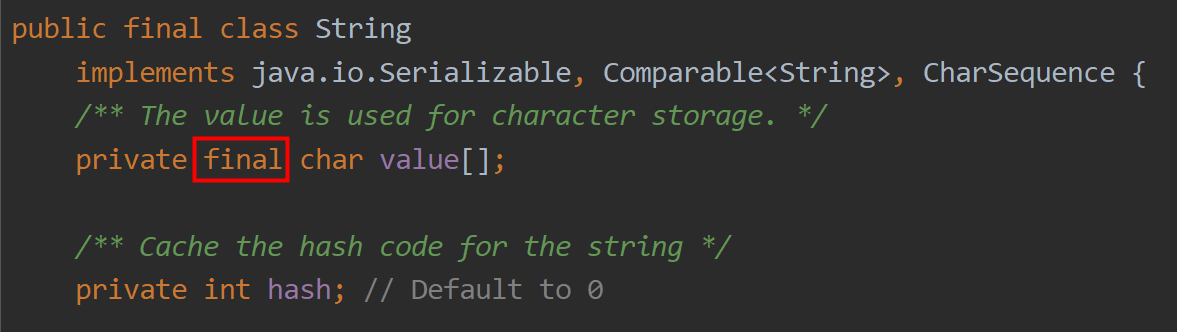 public final class String
    implements java.io.Serializable, Comparable<String>, CharSequence {
    /** The value is used for character storage. */
    private final char value[];
    /** Cache the hash code for the string */
    private int hash; // Default to 0